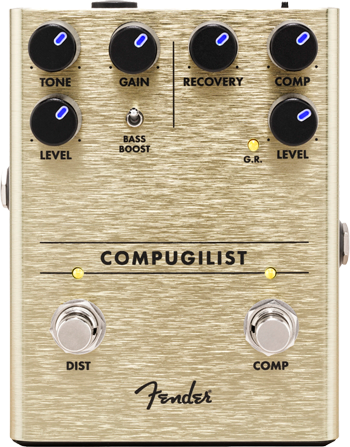 TONE GAIN RECOVERY COMP
LEVEL BASS BOOST G.R. LEVEL
COMPUGILIST
DIST COMP
Fender